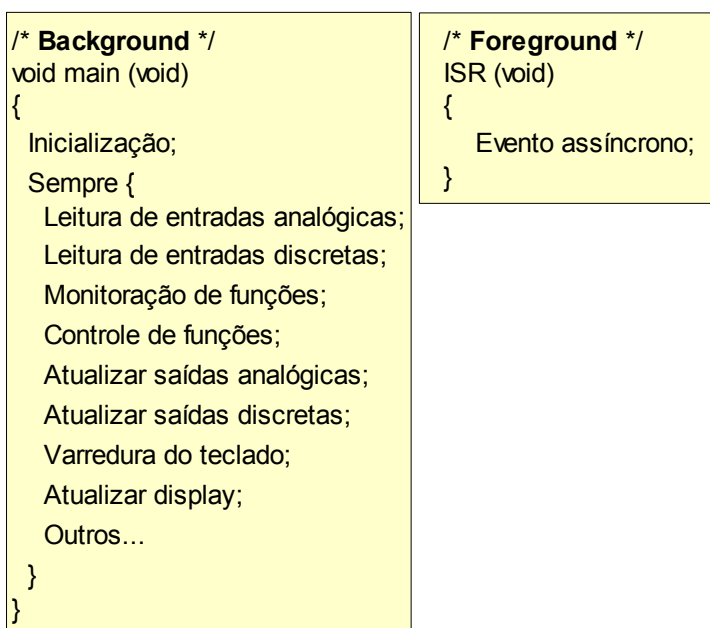 /* Background */
void main (void)
{
Inicialização;
Sempre {
Leitura de entradas analógicas;
Leitura de entradas discretas;
Monitoração de funções;
Controle de funções;
Atualizar saídas analógicas;
Atualizar saídas discretas;
Varredura do teclado;
Atualizar display;
Outros...
}
}
/* Foreground */
ISR (void)
{
Evento assíncrono;
}